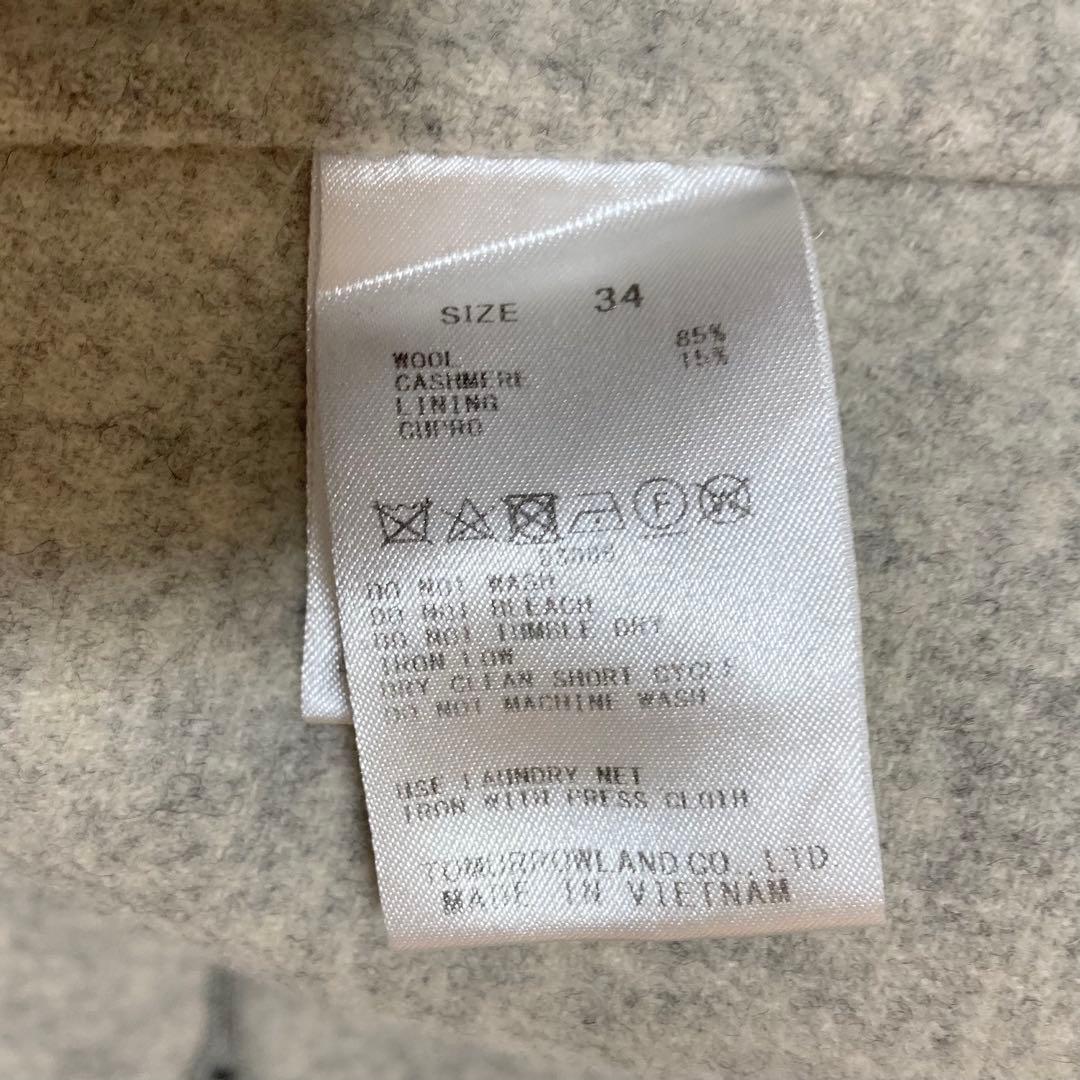 SIZE 34
WOOL 85%
CASHMERE 15%
LINING
CUPRO
F W
93006
DO NOT WASH
DO NOT BLEACH
DO NOT TUMBLE DRY
IRON LOW
DRY CLEAN SHORT CYCLE
DO NOT MACHINE WASH
USE LAUNDRY NET
IRON WITH PRESS CLOTH
TOMORROWLAND CO., LTD
MADE IN VIETNAM